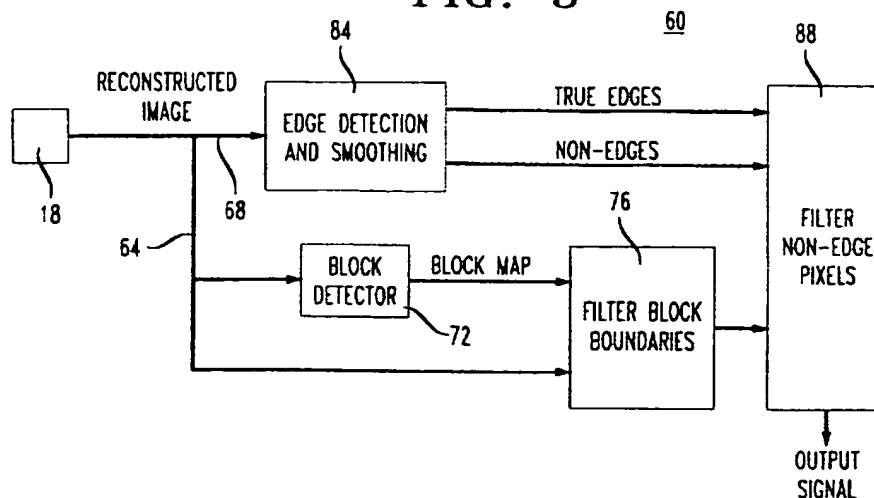 FIG.
60
84
88
RECONSTRUCTED
IMAGE
EDGE DETECTION
AND SMOOTHING
TRUE EDGES
NON-EDGES
18
68
64
76
BLOCK
DETECTOR
BLOCK MAP
72
FILTER BLOCK
BOUNDARIES
FILTER
NON-EDGE
PIXELS
OUTPUT
SIGNAL